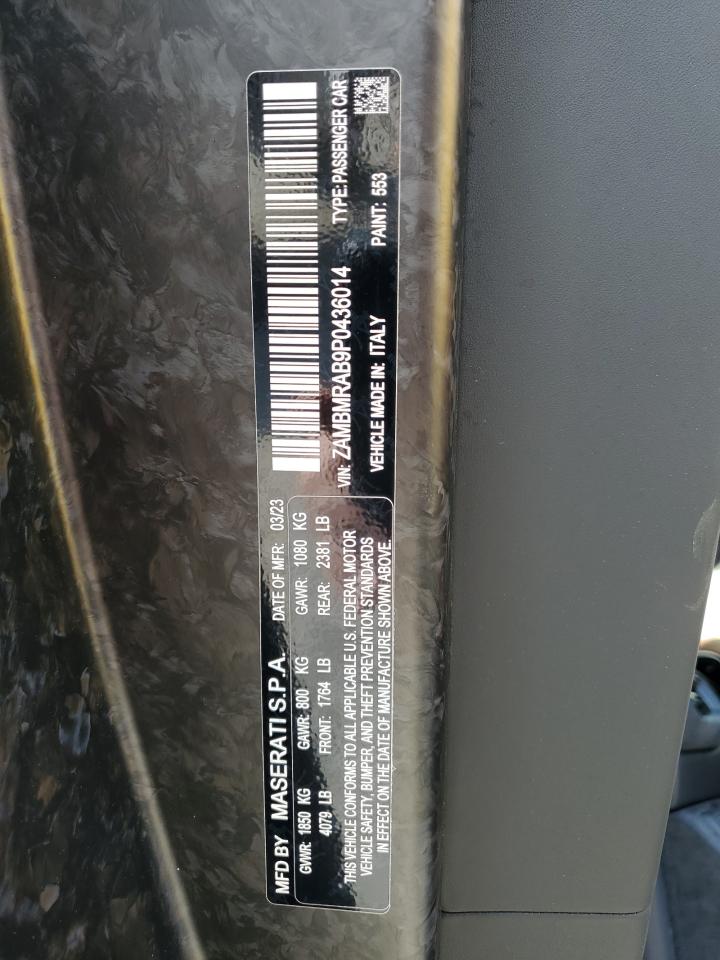 MFD BY MASERATI S.P.A. DATE OF MFR: 03/23
GVWR: 1850 KG GAWR: 800 KG GAWR: 1080 KG
4079 LB FRONT: 1764 LB REAR: 2381 LB
THIS VEHICLE CONFORMS TO ALL APPLICABLE U.S. FEDERAL MOTOR
VEHICLE SAFETY, BUMPER, AND THEFT PREVENTION STANDARDS
IN EFFECT ON THE DATE OF MANUFACTURE SHOWN ABOVE.
VIN: ZAMBMRAB9P0436014 TYPE: PASSENGER CAR
VEHICLE MADE IN: ITALY PAINT: 553